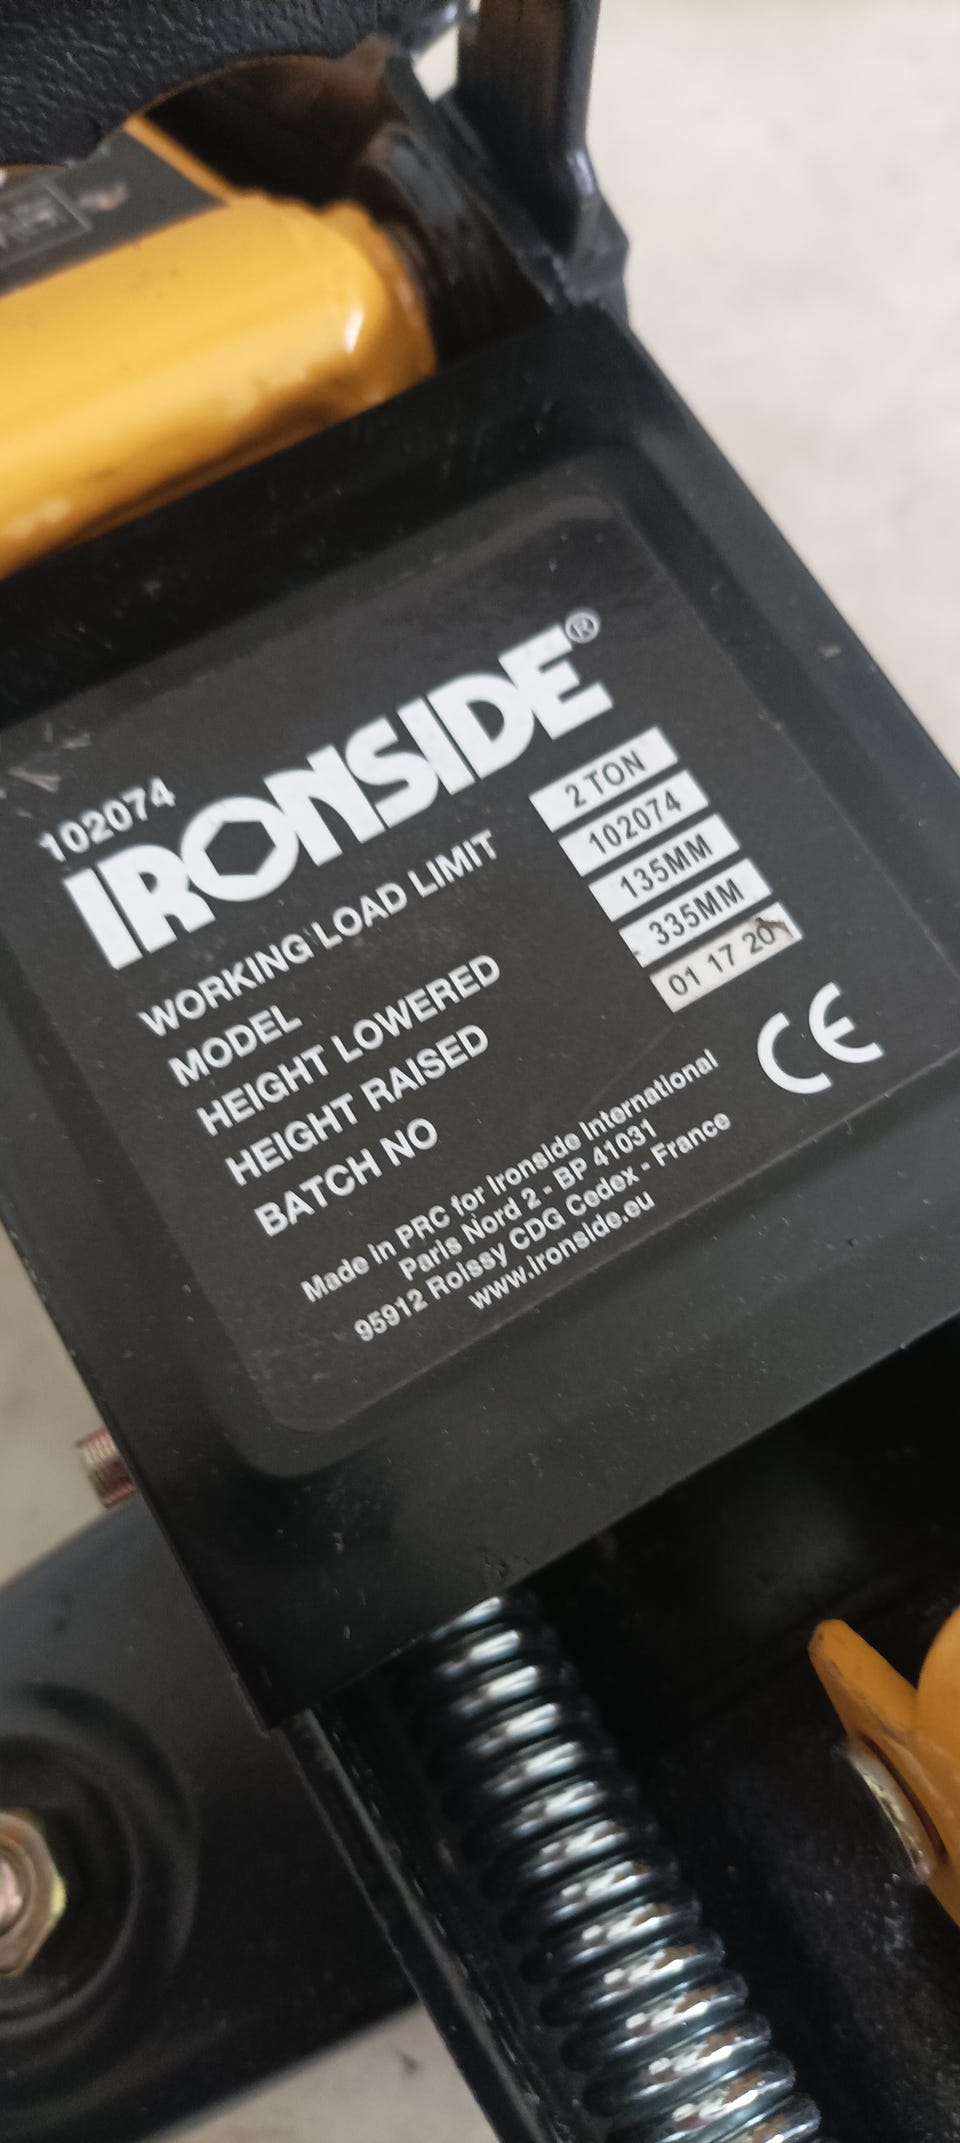 102074
IRONSIDE®
WORKING LOAD LIMIT 2 TON
MODEL 102074
HEIGHT LOWERED 135MM
HEIGHT RAISED 335MM
BATCH NO 01 17 20
Made in PRC for Ironside International
Paris Nord 2 - BP 41031
95912 Roissy CDG Cedex - France
www.ironside.eu
CE